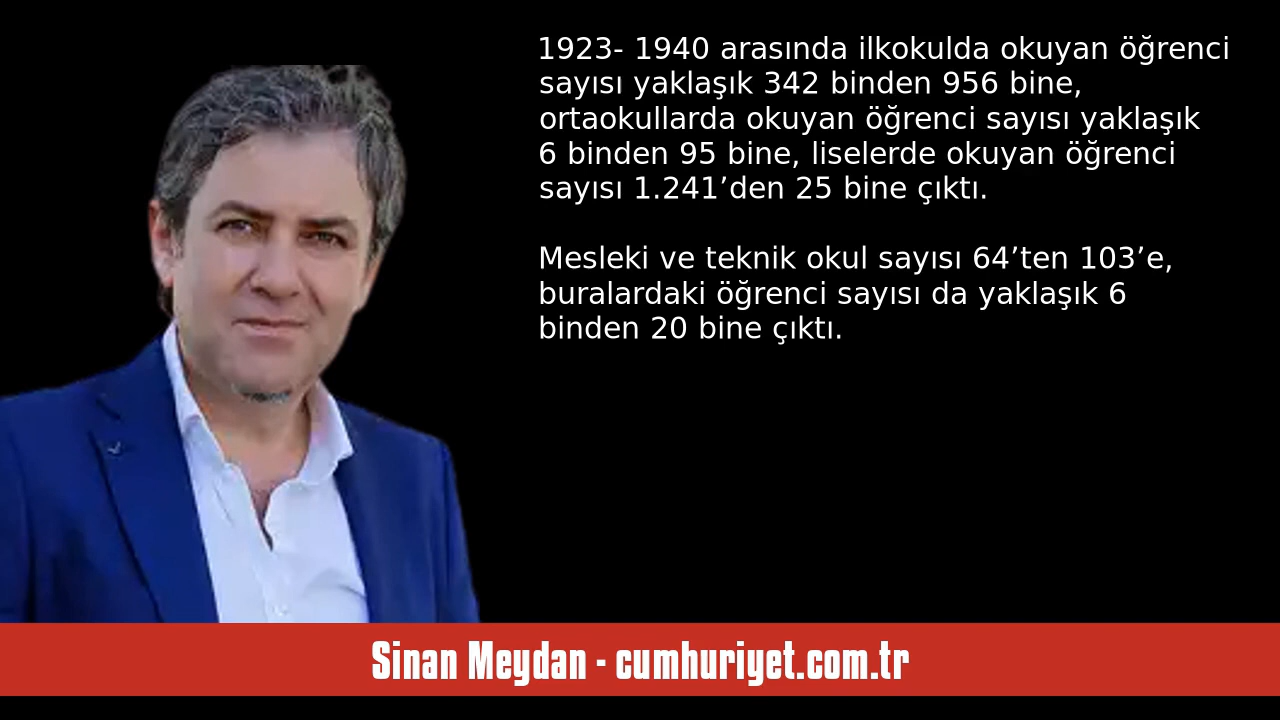 1923- 1940 arasında ilkokulda okuyan öğrenci
sayısı yaklaşık 342 binden 956 bine,
ortaokullarda okuyan öğrenci sayısı yaklaşık
6 binden 95 bine, liselerde okuyan öğrenci
sayısı 1.241’den 25 bine çıktı.
Mesleki ve teknik okul sayısı 64’ten 103’e,
buralardaki öğrenci sayısı da yaklaşık 6
binden 20 bine çıktı.
Sinan Meydan - cumhuriyet.com.tr